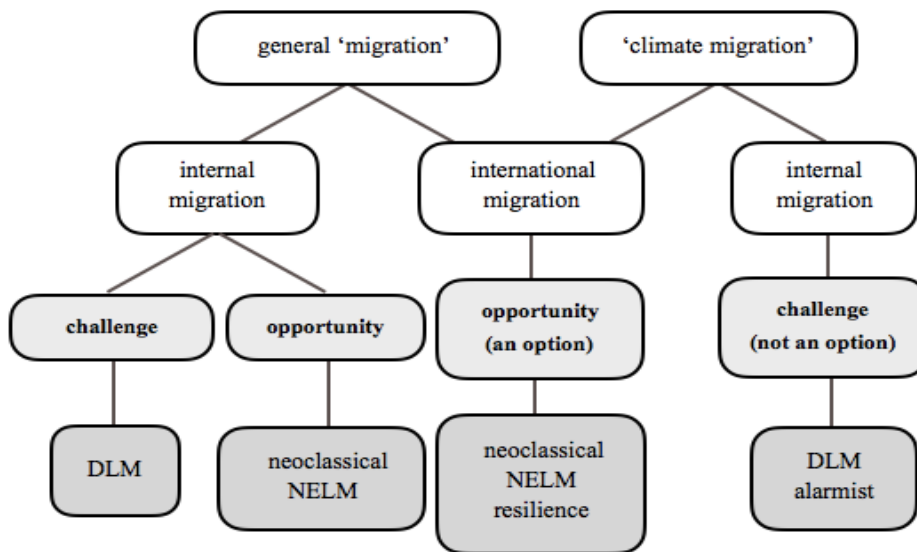 general ‘migration’
‘climate migration’
internal
migration
international
migration
internal
migration
challenge
opportunity
opportunity
(an option)
challenge
(not an option)
DLM
neoclassical
NELM
neoclassical
NELM
resilience
DLM
alarmist